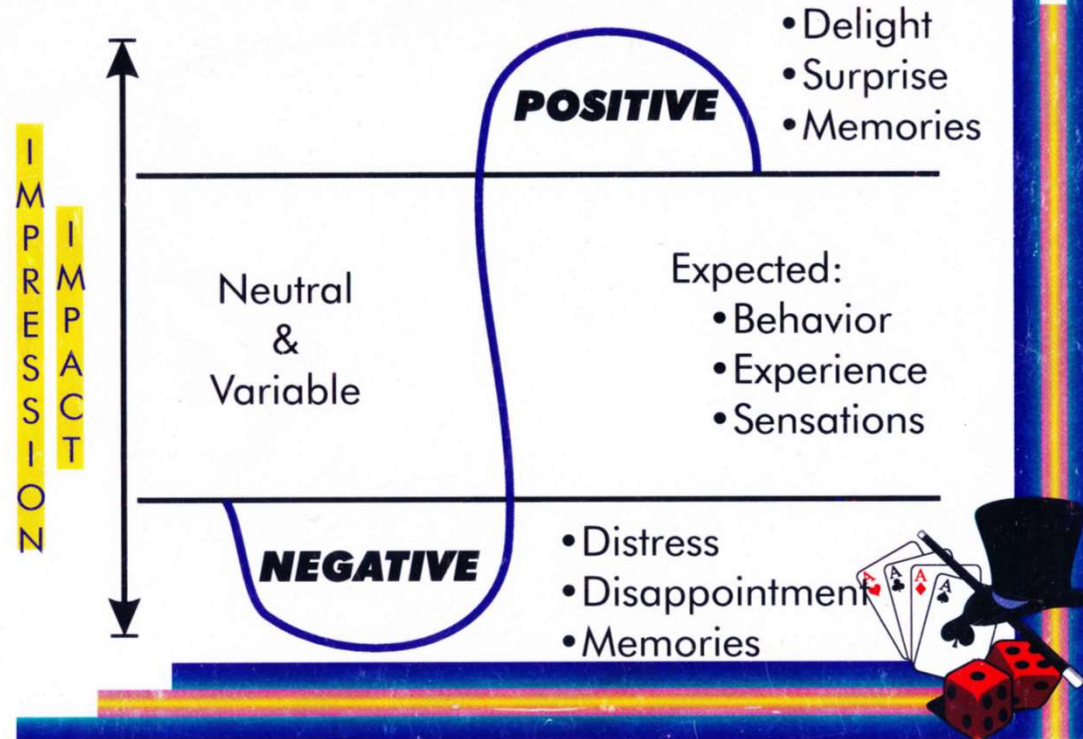 IMPRESSION
IMPACT
• Delight
• Surprise
• Memories
POSITIVE
Neutral
&
Variable
Expected:
• Behavior
• Experience
• Sensations
NEGATIVE
• Distress
• Disappointment
• Memories
A
A
A
A